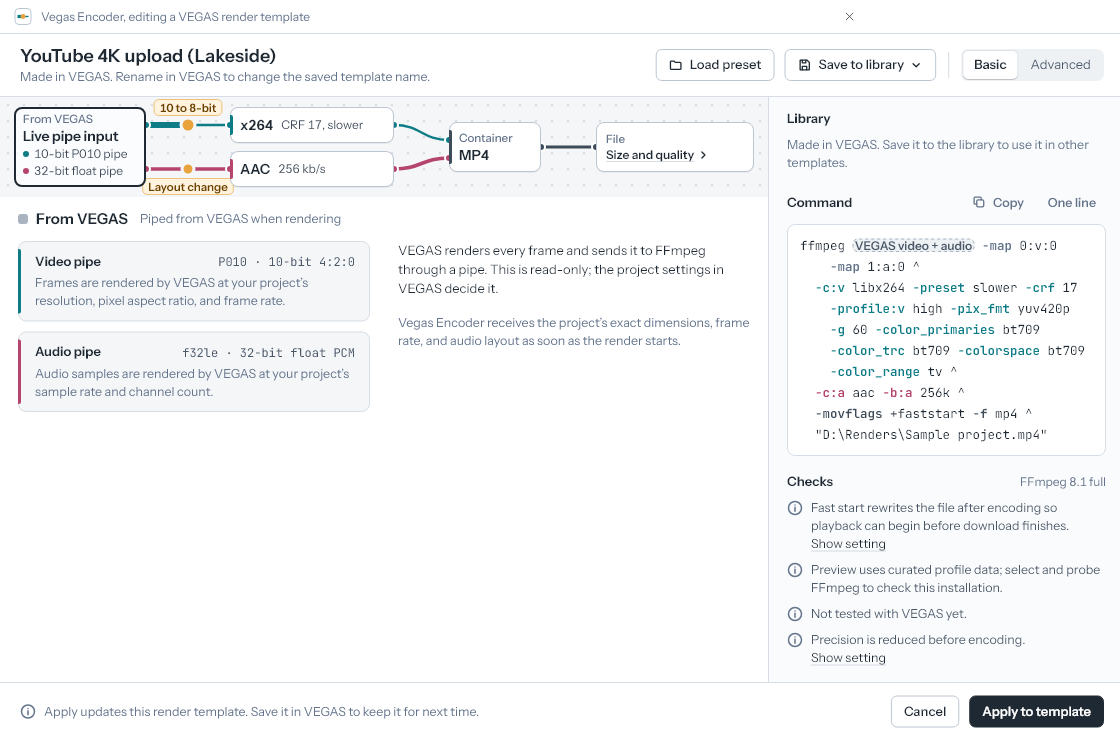 Vegas Encoder, editing a VEGAS render template
YouTube 4K upload (Lakeside)
Made in VEGAS. Rename in VEGAS to change the saved template name.
Load preset
Save to library
Basic
Advanced
From VEGAS
Live pipe input
10-bit P010 pipe
32-bit float pipe
10 to 8-bit
Layout change
x264 CRF 17, slower
AAC 256 kb/s
Container
MP4
File
Size and quality
From VEGAS Piped from VEGAS when rendering
Video pipe P010 · 10-bit 4:2:0
Frames are rendered by VEGAS at your project's
resolution, pixel aspect ratio, and frame rate.
Audio pipe f32le · 32-bit float PCM
Audio samples are rendered by VEGAS at your project's
sample rate and channel count.
VEGAS renders every frame and sends it to FFmpeg
through a pipe. This is read-only; the project settings in
VEGAS decide it.
Vegas Encoder receives the project's exact dimensions, frame
rate, and audio layout as soon as the render starts.
Library
Made in VEGAS. Save it to the library to use it in other
templates.
Command Copy One line
ffmpeg VEGAS video + audio -map 0:v:0
-map 1:a:0 ^
-c:v libx264 -preset slower -crf 17
-profile:v high -pix_fmt yuv420p
-g 60 -color_primaries bt709
-color_trc bt709 -colorspace bt709
-color_range tv ^
-c:a aac -b:a 256k ^
-movflags +faststart -f mp4 ^
"D:\Renders\Sample project.mp4"
Checks FFmpeg 8.1 full
Fast start rewrites the file after encoding so
playback can begin before download finishes.
Show setting
Preview uses curated profile data; select and probe
FFmpeg to check this installation.
Not tested with VEGAS yet.
Precision is reduced before encoding.
Show setting
Apply updates this render template. Save it in VEGAS to keep it for next time.
Cancel
Apply to template